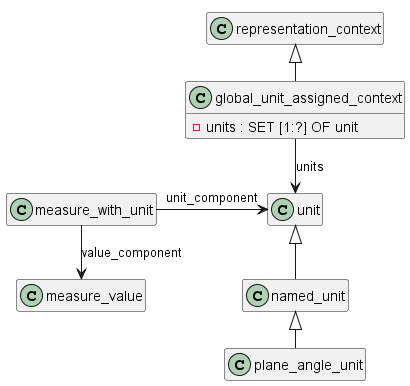 C representation_context
C global_unit_assigned_context
units : SET [1:?] OF unit
units
C measure_with_unit
unit_component
C unit
value_component
C measure_value
C named_unit
C plane_angle_unit